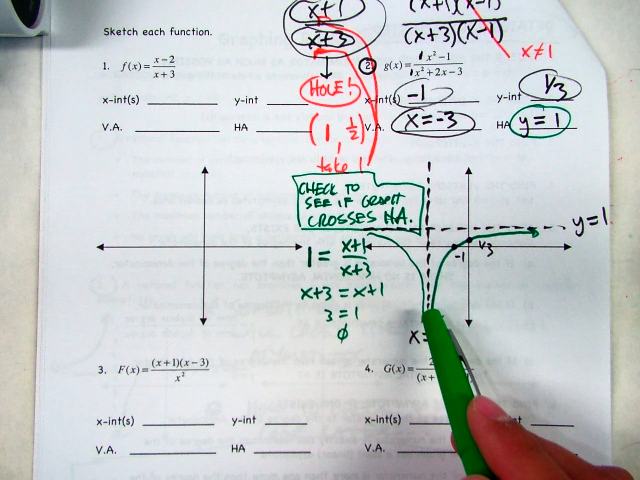 x+1
x+3
(x+1)(x-1)
(x+3)(x-1)
x≠1
Sketch each function.
1. f(x)= x-2 / x+3
HOLE!
(1, 1/2)
take 1
2. g(x)= 1x²-1 / 1x²+2x-3
x-int(s)
y-int
x-int(s) -1
y-int 1/3
V.A.
HA
V.A. x=-3
HA y=1
CHECK TO
SEE IF GRAPH
CROSSES HA.
y=1
-1
1/3
1 = x+1 / x+3
x+3 = x+1
3 = 1
ϕ
x=
3. F(x)= (x+1)(x-3) / x²
4. G(x)=
(x+
x-int(s)
y-int
x-int(s)
int
V.A.
HA
V.A.